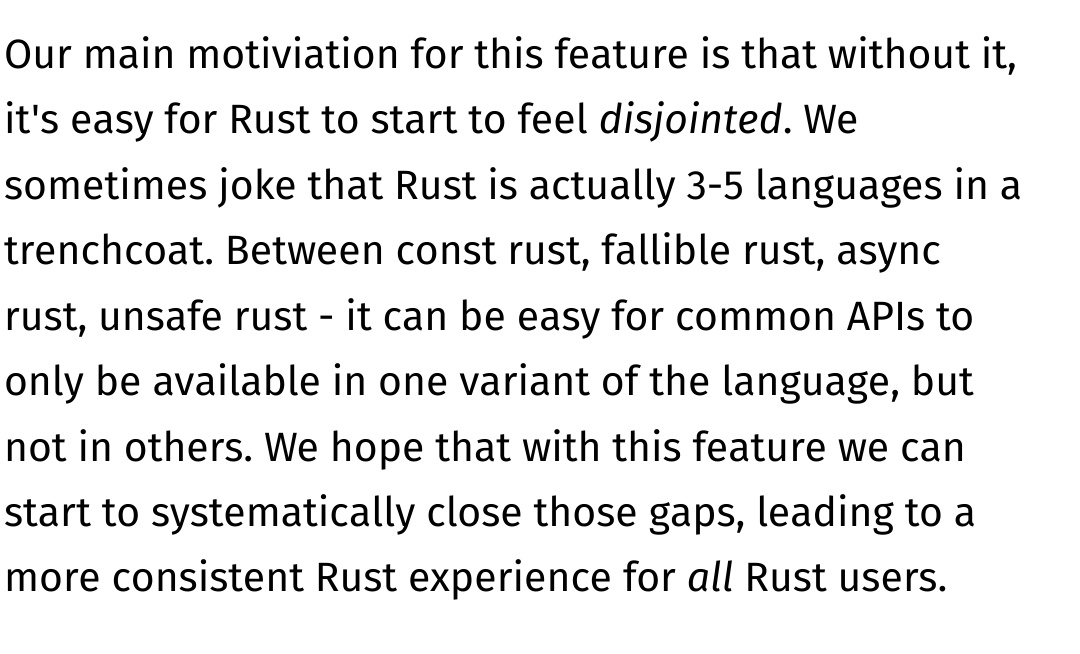 Our main motiviation for this feature is that without it,
it's easy for Rust to start to feel disjointed. We
sometimes joke that Rust is actually 3-5 languages in a
trenchcoat. Between const rust, fallible rust, async
rust, unsafe rust - it can be easy for common APIs to
only be available in one variant of the language, but
not in others. We hope that with this feature we can
start to systematically close those gaps, leading to a
more consistent Rust experience for all Rust users.